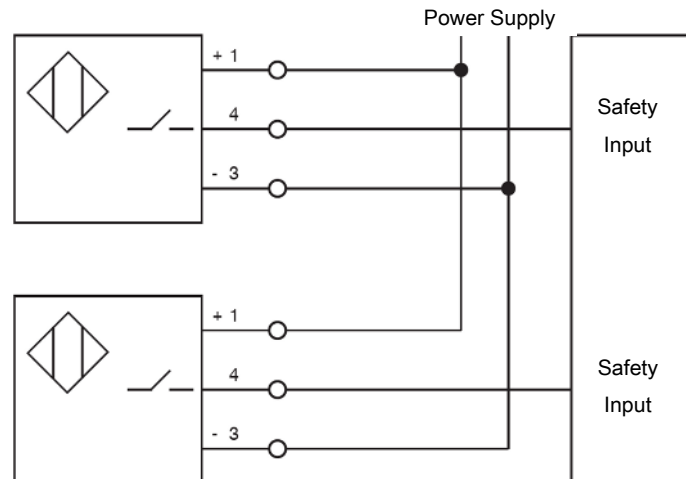 Power Supply
+ 1
4
- 3
Safety
Input
+ 1
4
- 3
Safety
Input